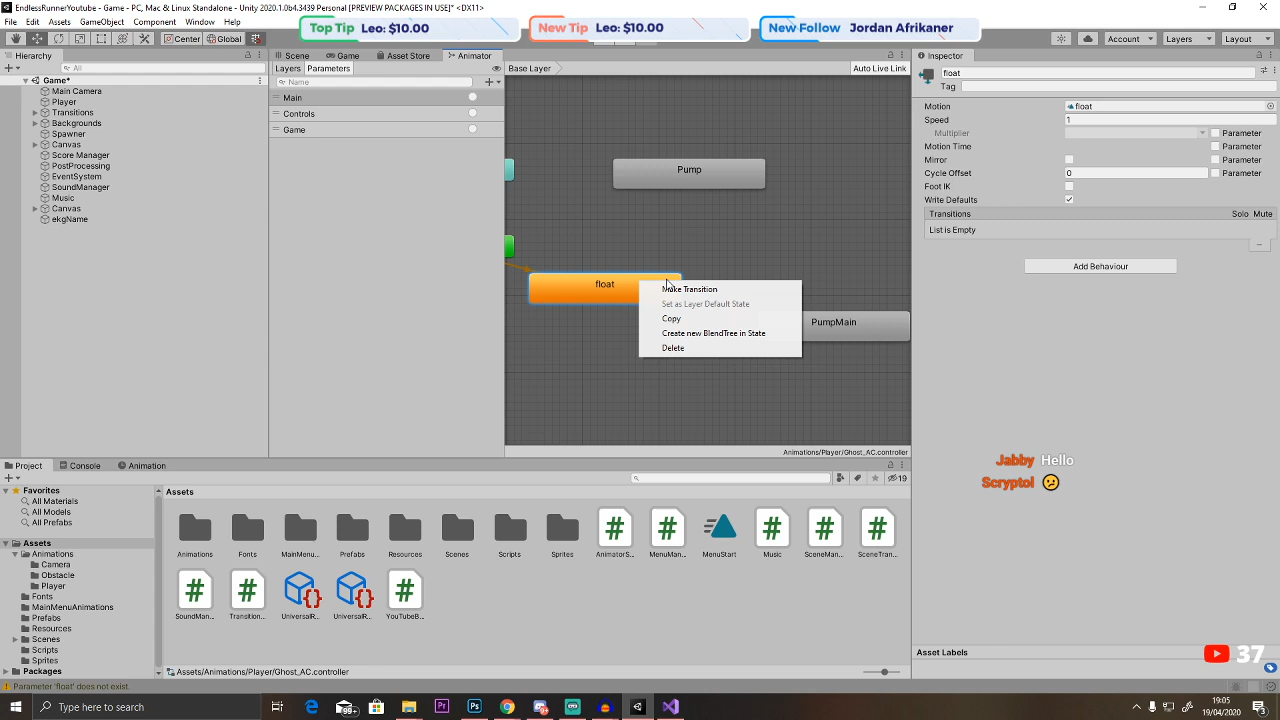 EndlessRunnerYoutube - Game - PC, Mac & Linux Standalone - Unity 2020.1.0b4.3439 Personal [PREVIEW PACKAGES IN USE]* <DX11>
Top Tip Leo: $10.00
New Tip Leo: $10.00
New Follow Jordan Afrikaner
File Edit Assets GameObject Component Window Help
Center Global
Account Layers Layout
Hierarchy
All
Game*
Main Camera
Player
Transitions
Backgrounds
Spawner
Canvas
Score Manager
PostProcessing
EventSystem
SoundManager
Music
Canvas
ekgName
Scene Game Asset Store Animator
Layers Parameters
Name
Main
Controls
Game
Base Layer
Auto Live Link
Pump
float
PumpMain
Make Transition
Set as Layer Default State
Copy
Create new BlendTree in State
Delete
Animations/Player/Ghost_AC.controller
Inspector
float
Tag
Motion float
Speed 1
Multiplier Parameter
Motion Time Parameter
Mirror Parameter
Cycle Offset 0 Parameter
Foot IK
Write Defaults
Transitions Solo Mute
List is Empty
Add Behaviour
Jabby Hello
Scryptol
Asset Labels
37
Project Console Animation
19
Favorites
All Materials
All Models
All Prefabs
Assets
Animations
Camera
Obstacle
Player
Fonts
MainMenuAnimations
Prefabs
Resources
Scenes
Scripts
Sprites
Packages
Assets
Animations Fonts MainMenu... Prefabs Resources Scenes Scripts Sprites AnimatorS... MenuMan... MenuStart Music SceneMan... SceneTran...
SoundMan... Transition... UniversalR... UniversalR... YouTubeB...
Assets/Animations/Player/Ghost_AC.controller
Parameter 'float' does not exist.
Type here to search
19:05
19/04/2020